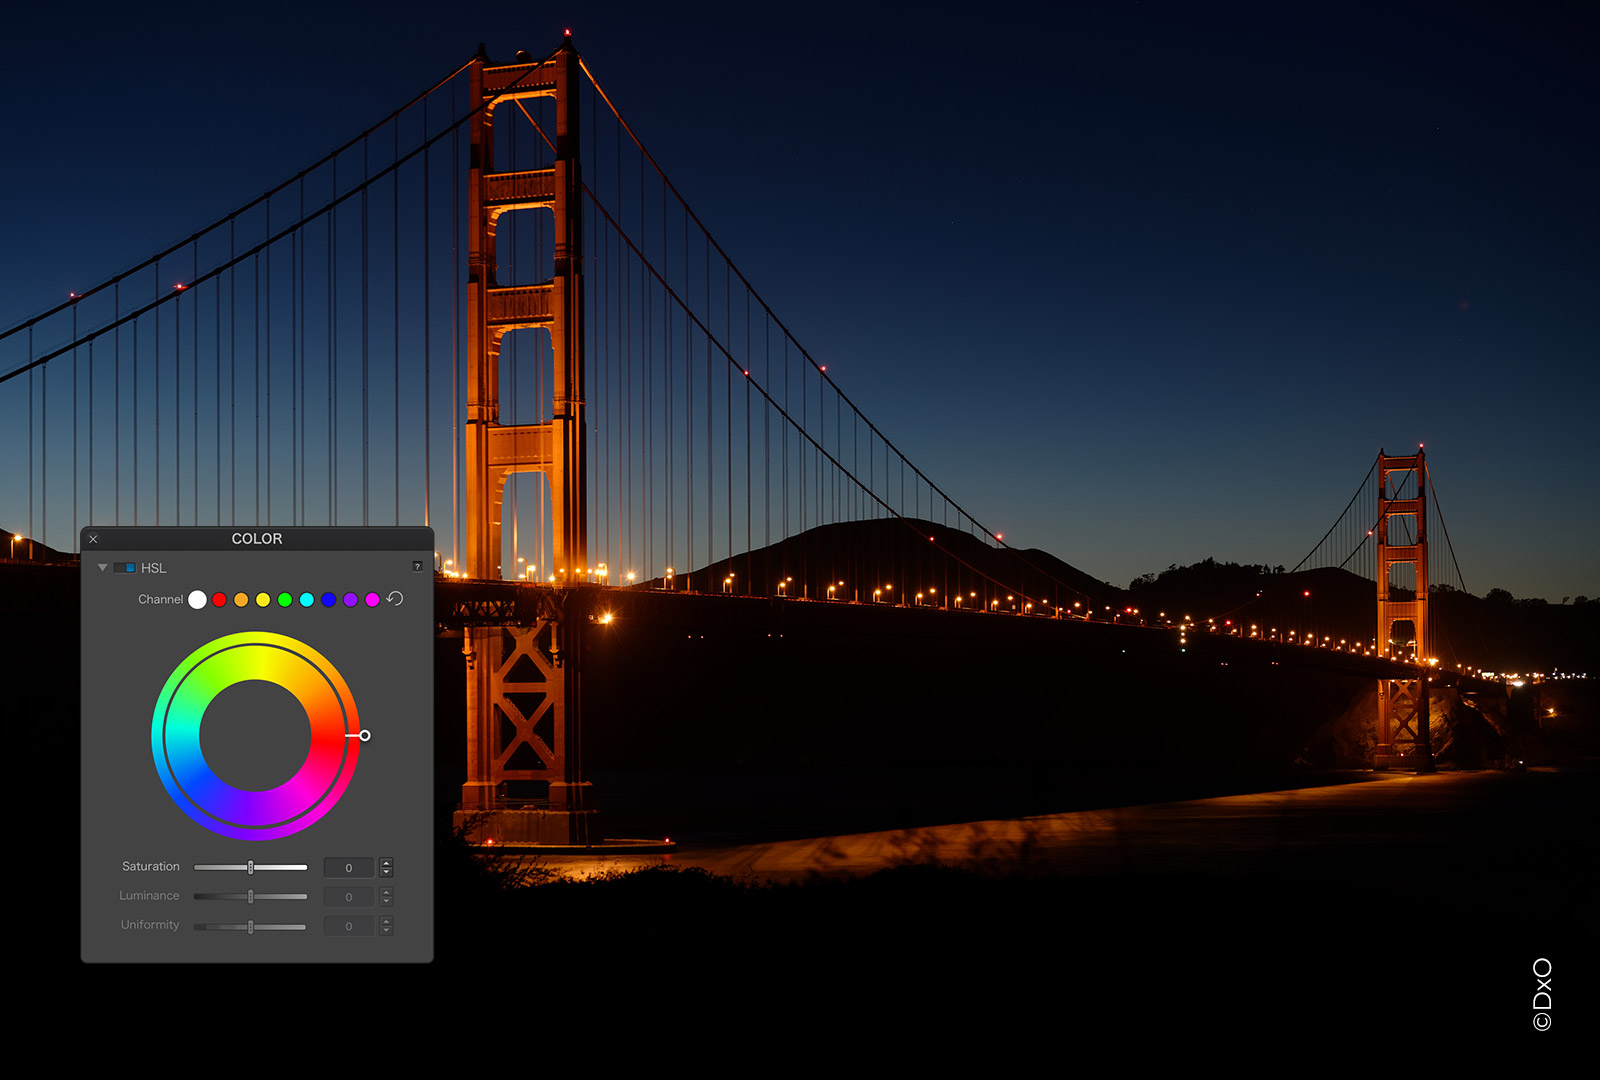 COLOR
HSL
?
Channel
Saturation 0
Luminance 0
Uniformity 0
©DxO